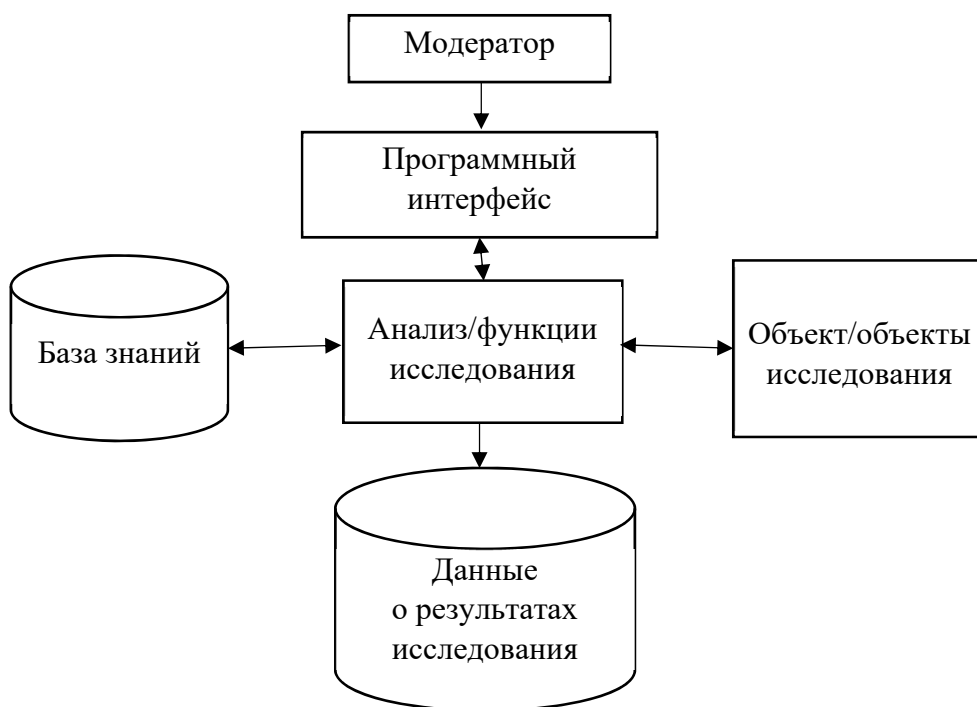 Модератор
Программный
интерфейс
База знаний
Анализ/функции
исследования
Объект/объекты
исследования
Данные
о результатах
исследования